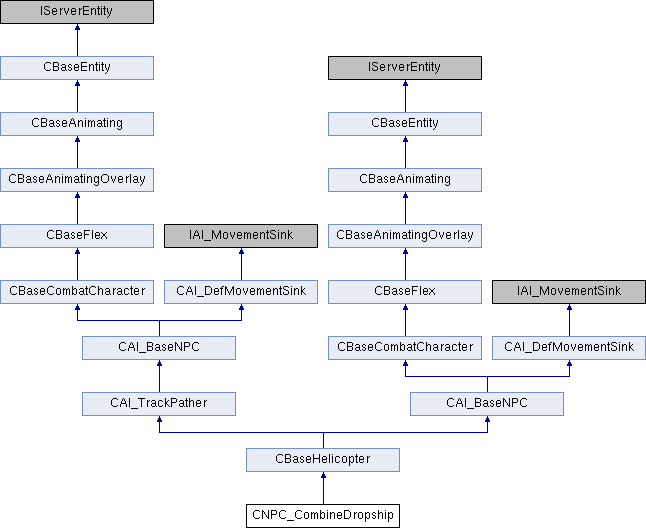 IServerEntity
CBaseEntity
IServerEntity
CBaseAnimating
CBaseEntity
CBaseAnimatingOverlay
CBaseAnimating
CBaseFlex
IAI_MovementSink
CBaseAnimatingOverlay
CBaseCombatCharacter
CAI_DefMovementSink
CBaseFlex
IAI_MovementSink
CAI_BaseNPC
CBaseCombatCharacter
CAI_DefMovementSink
CAI_TrackPather
CAI_BaseNPC
CBaseHelicopter
CNPC_CombineDropship